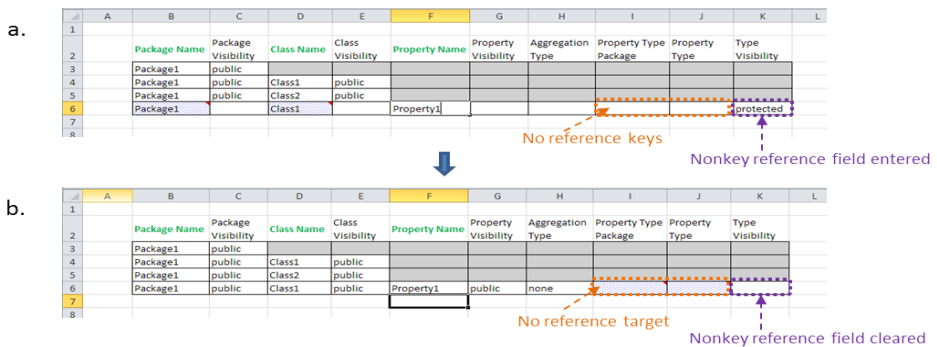 a.
A B C D E F G H I J K L
1
Package Name Package Visibility Class Name Class Visibility Property Name Property Visibility Aggregation Type Property Type Package Property Type Type Visibility
2
3 Package1 public
4 Package1 public Class1 public
5 Package1 public Class2 public
6 Package1 Class1 Property1 protected
7
8
No reference keys
Nonkey reference field entered
b.
A B C D E F G H I J K L
1
Package Name Package Visibility Class Name Class Visibility Property Name Property Visibility Aggregation Type Property Type Package Property Type Type Visibility
2
3 Package1 public
4 Package1 public Class1 public
5 Package1 public Class2 public
6 Package1 public Class1 public Property1 public none
7
8
No reference target
Nonkey reference field cleared